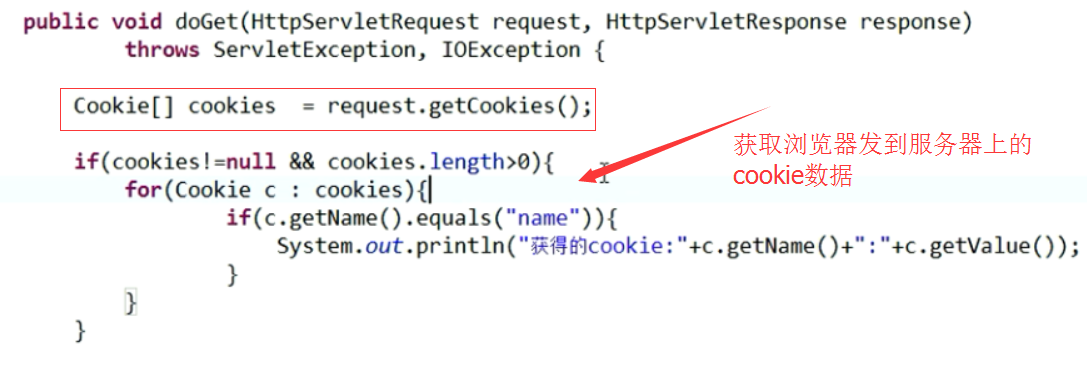 public void doGet(HttpServletRequest request, HttpServletResponse response)
throws ServletException, IOException {
Cookie[] cookies  = request.getCookies();
if(cookies!=null && cookies.length>0){
for(Cookie c : cookies){
if(c.getName().equals("name")){
System.out.println("获得的cookie:"+c.getName()+":"+c.getValue());
}
}
}
获取浏览器发到服务器上的
cookie数据